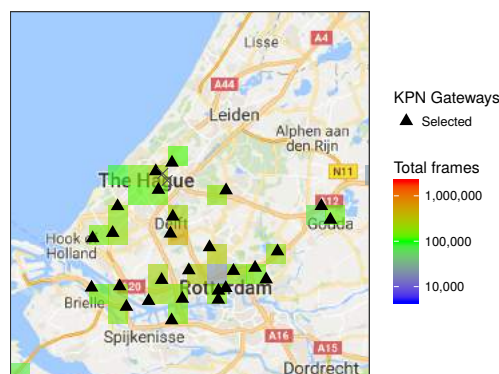 Lisse
A4
A44
Leiden
Alphen aan
den Rijn
N11
The Hague
A12
Delft
Gouda
Hook of
Holland
A20
Rotterdam
Brielle
Spijkenisse
A16
A15
Dordrecht
KPN Gateways
Selected
Total frames
1,000,000
100,000
10,000